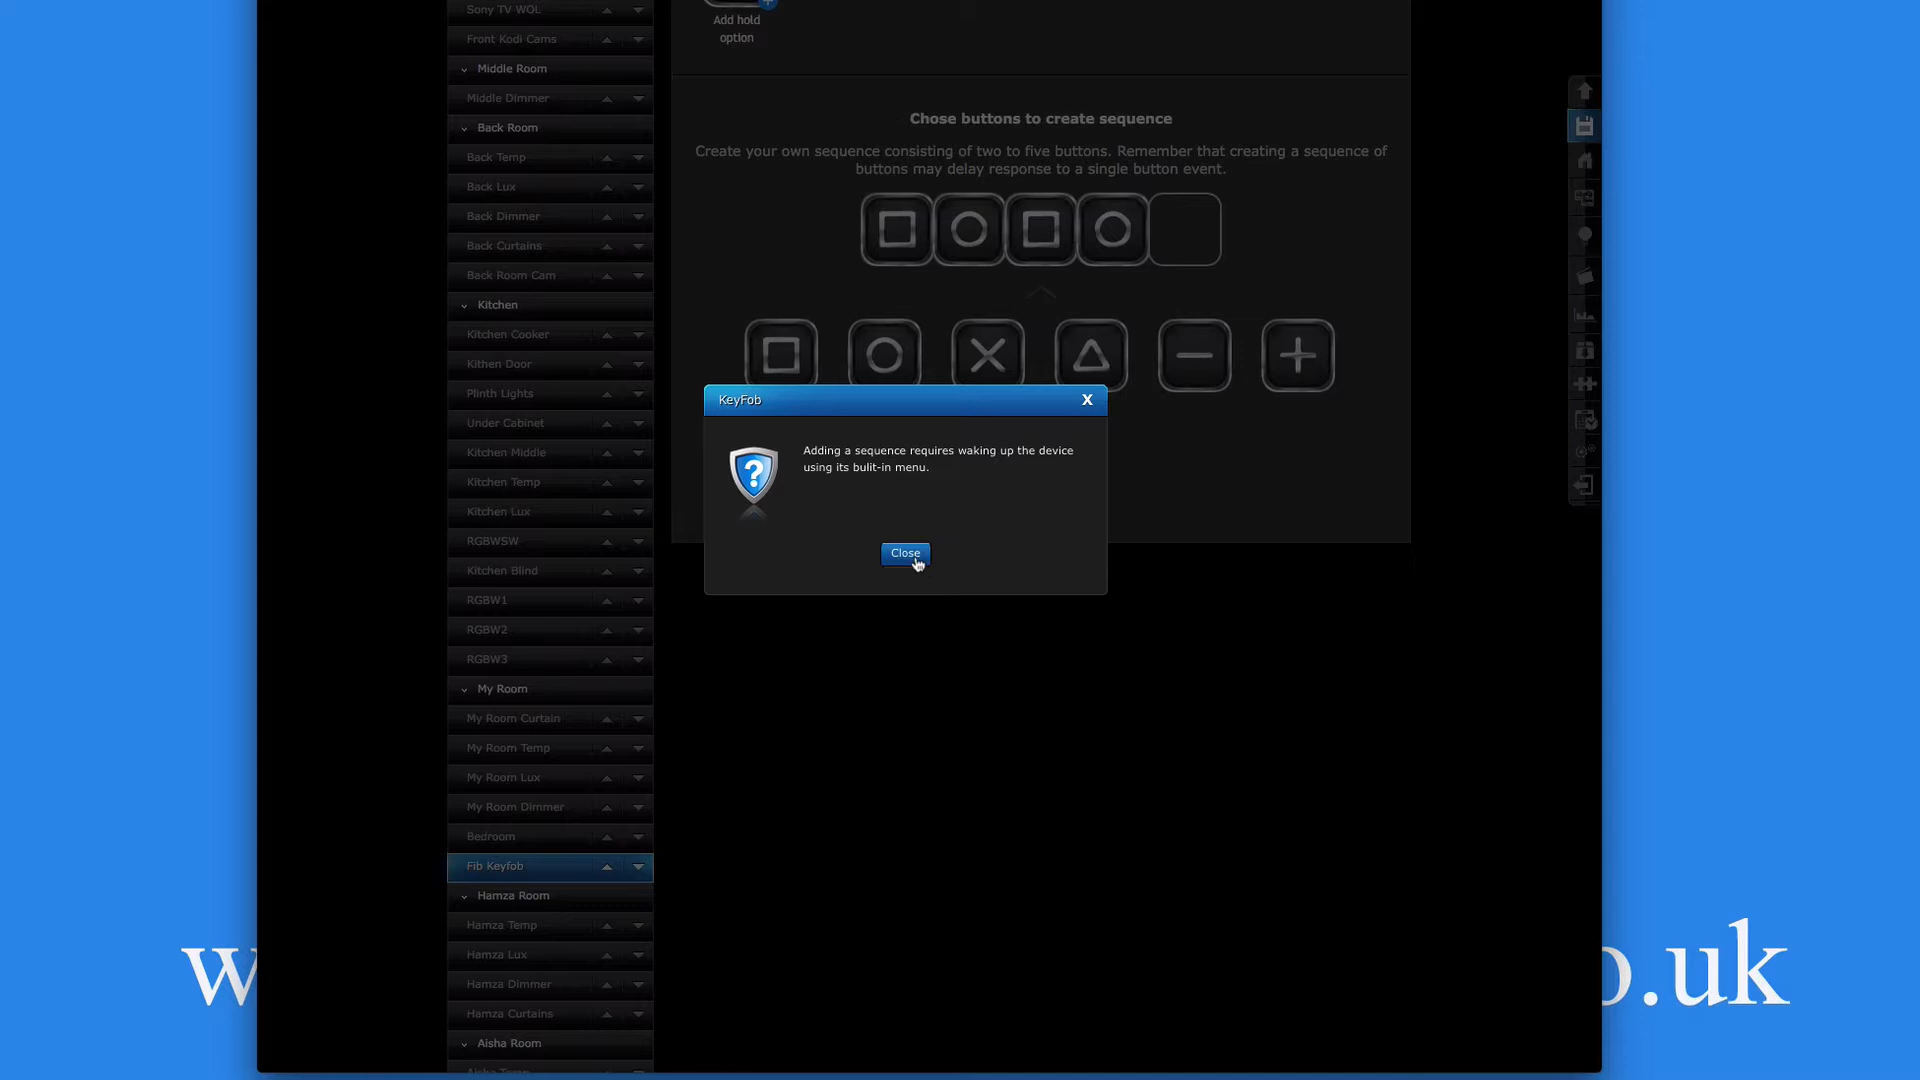 Sony TV WOL
Front Kodi Cams
Middle Room
Middle Dimmer
Back Room
Back Temp
Back Lux
Back Dimmer
Back Curtains
Back Room Cam
Kitchen
Kitchen Cooker
Kithen Door
Plinth Lights
Under Cabinet
Kitchen Middle
Kitchen Temp
Kitchen Lux
RGBWSW
Kitchen Blind
RGBW1
RGBW2
RGBW3
My Room
My Room Curtain
My Room Temp
My Room Lux
My Room Dimmer
Bedroom
Fib Keyfob
Hamza Room
Hamza Temp
Hamza Lux
Hamza Dimmer
Hamza Curtains
Aisha Room
Aisha Temp
Add hold
option
Chose buttons to create sequence
Create your own sequence consisting of two to five buttons. Remember that creating a sequence of
buttons may delay response to a single button event.
KeyFob X
Adding a sequence requires waking up the device
using its bulit-in menu.
Close
w
o.uk